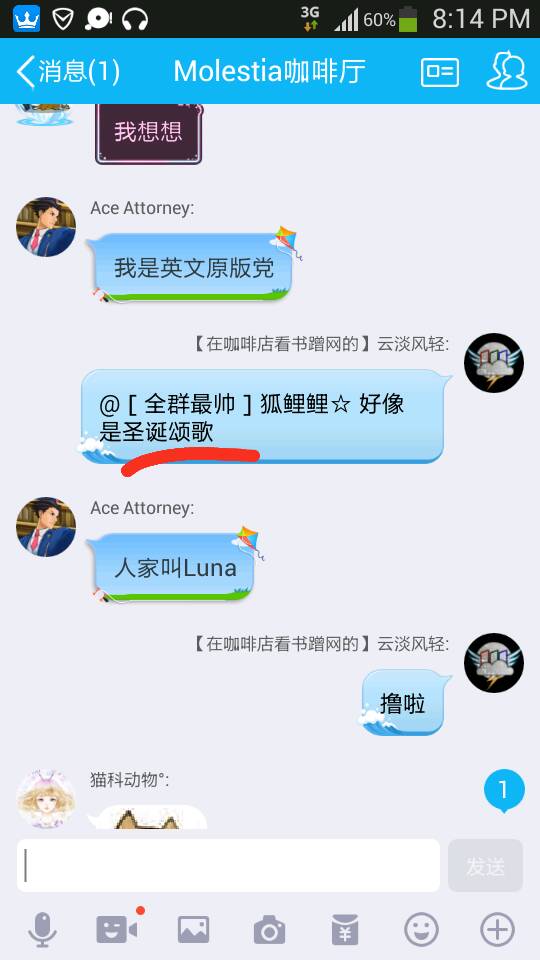 3G
60%
8:14 PM
消息(1)
Molestia咖啡厅
我想想
Ace Attorney:
我是英文原版党
【在咖啡店看书蹭网的】云淡风轻:
@［全群最帅］狐鲤鲤☆ 好像
是圣诞颂歌
Ace Attorney:
人家叫Luna
【在咖啡店看书蹭网的】云淡风轻:
撸啦
猫科动物°:
1
发送